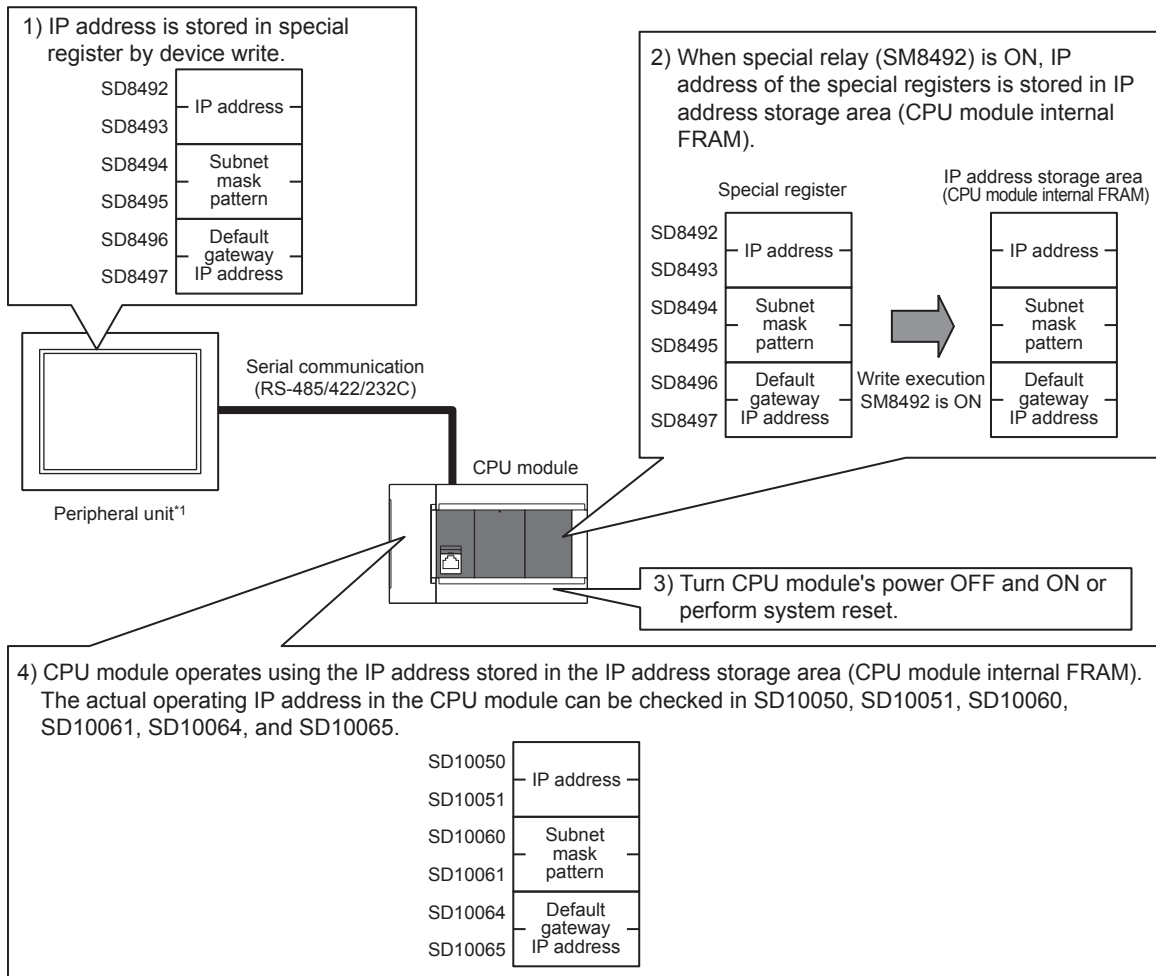 1) IP address is stored in special
register by device write.
SD8492
IP address
SD8493
SD8494
Subnet
mask
pattern
SD8495
SD8496
Default
gateway
IP address
SD8497
2) When special relay (SM8492) is ON, IP
address of the special registers is stored in IP
address storage area (CPU module internal
FRAM).
Special register
IP address storage area
(CPU module internal FRAM)
SD8492
IP address
IP address
SD8493
SD8494
Subnet
mask
pattern
Subnet
mask
pattern
SD8495
SD8496
Default
gateway
IP address
Write execution
SM8492 is ON
Default
gateway
IP address
SD8497
Serial communication
(RS-485/422/232C)
CPU module
Peripheral unit*1
3) Turn CPU module's power OFF and ON or
perform system reset.
4) CPU module operates using the IP address stored in the IP address storage area (CPU module internal FRAM).
The actual operating IP address in the CPU module can be checked in SD10050, SD10051, SD10060,
SD10061, SD10064, and SD10065.
SD10050
IP address
SD10051
SD10060
Subnet
mask
pattern
SD10061
SD10064
Default
gateway
IP address
SD10065